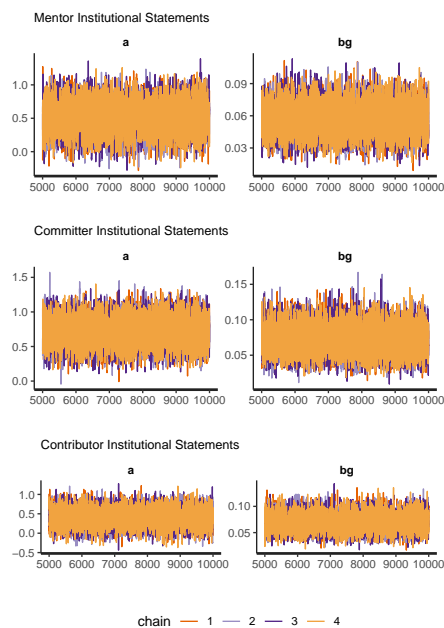 Mentor Institutional Statements
a bg
1.0 0.09
0.5 0.06
0.0 0.03
5000 6000 7000 8000 9000 10000 5000 6000 7000 8000 9000 10000
Committer Institutional Statements
a bg
1.5 0.15
1.0 0.10
0.5 0.05
0.0
5000 6000 7000 8000 9000 10000 5000 6000 7000 8000 9000 10000
Contributor Institutional Statements
a bg
1.0 0.10
0.5 0.05
0.0
−0.5
5000 6000 7000 8000 9000 10000 5000 6000 7000 8000 9000 10000
chain 1 2 3 4